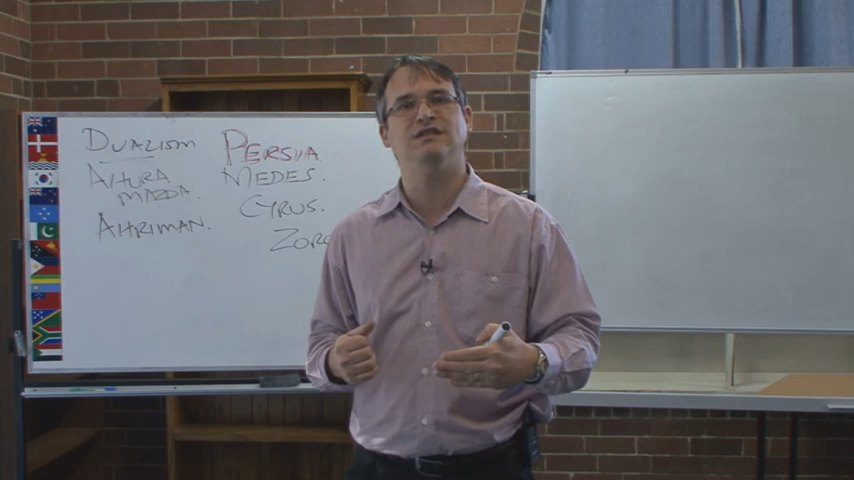 DUALISM
AHURA
MAZDA.
AHRIMAN.
PERSIA
MEDES.
CYRUS.
ZORO